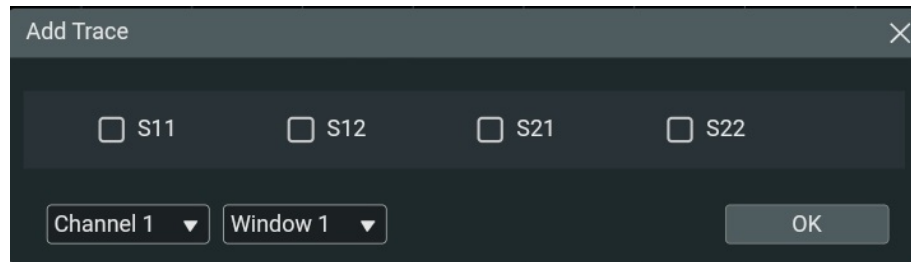 Add Trace
S11 S12 S21 S22
Channel 1 Window 1 OK